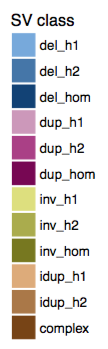 SV class
del_h1
del_h2
del_hom
dup_h1
dup_h2
dup_hom
inv_h1
inv_h2
inv_hom
idup_h1
idup_h2
complex